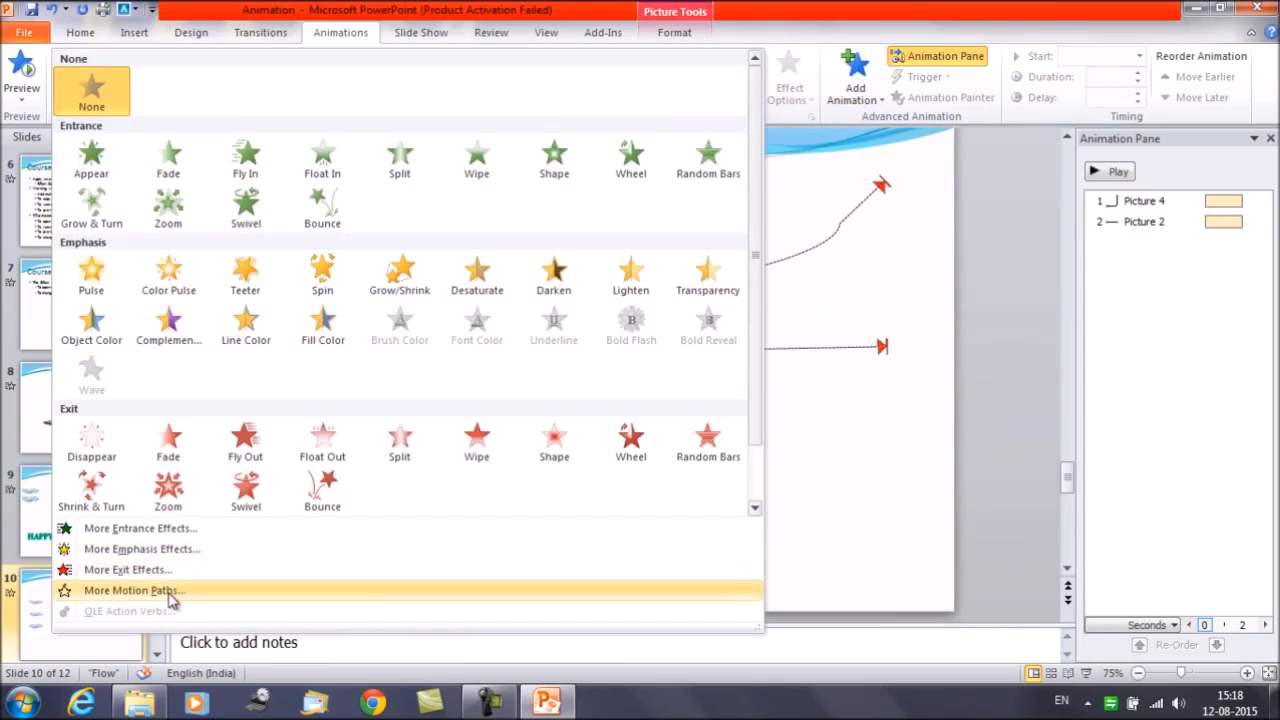 Animation - Microsoft PowerPoint (Product Activation Failed)
Picture Tools
File Home Insert Design Transitions Animations Slide Show Review View Add-Ins Format
Preview
Preview
None
None
Entrance
Appear Fade Fly In Float In Split Wipe Shape Wheel Random Bars
Grow & Turn Zoom Swivel Bounce
Emphasis
Pulse Color Pulse Teeter Spin Grow/Shrink Desaturate Darken Lighten Transparency
Object Color Complemen... Line Color Fill Color Brush Color Font Color Underline Bold Flash Bold Reveal
Wave
Exit
Disappear Fade Fly Out Float Out Split Wipe Shape Wheel Random Bars
Shrink & Turn Zoom Swivel Bounce
More Entrance Effects...
More Emphasis Effects...
More Exit Effects...
More Motion Paths...
OLE Action Verbs...
Effect
Options
Add
Animation
Animation Pane
Trigger
Animation Painter
Advanced Animation
Start:
Duration:
Delay:
Reorder Animation
Move Earlier
Move Later
Timing
Slides
6
7
8
9
HAPPY
10
Animation Pane
Play
1 Picture 4
2 Picture 2
Seconds 0 2
Re-Order
Click to add notes
Slide 10 of 12 "Flow" English (India) 75%
EN 15:18
12-08-2015